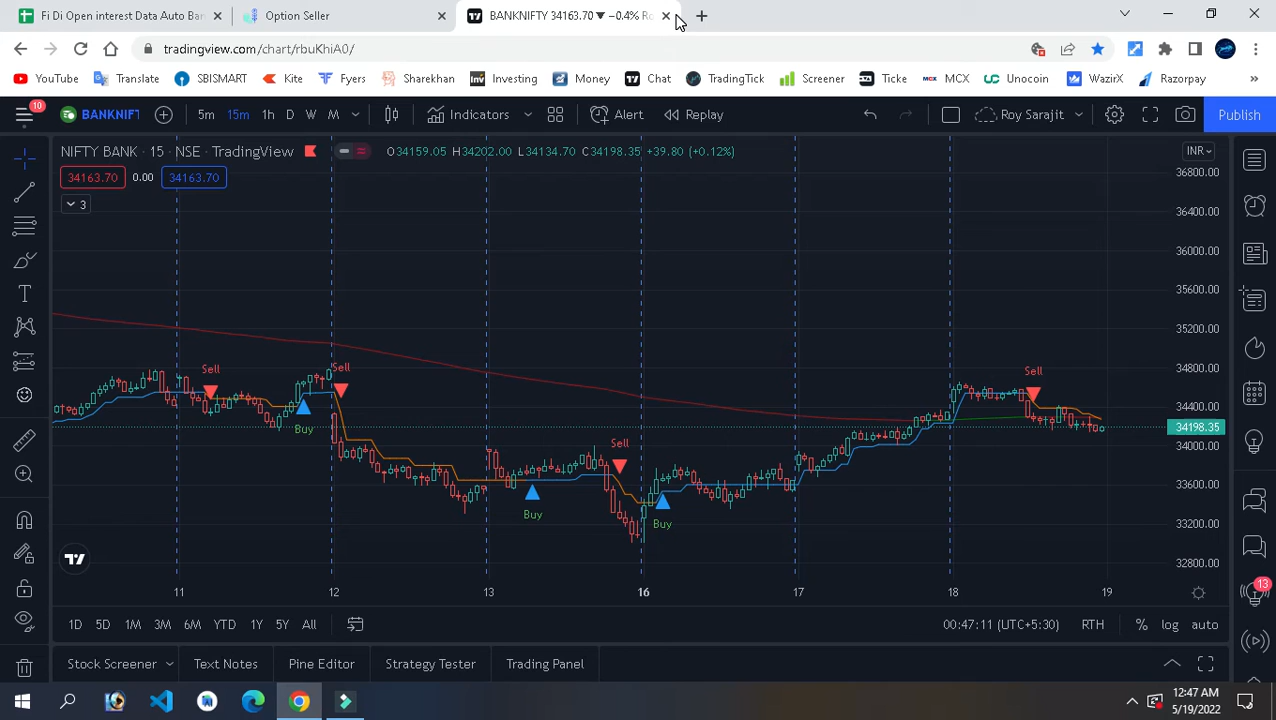 Fi Di Open interest Data Auto Ba
Option Seller
BANKNIFTY 34163.70 ▼ −0.4% Ro
tradingview.com/chart/rbuKhiA0/
YouTube Translate SBISMART Kite Fyers Sharekhan Investing Money Chat TradingTick Screener Ticke MCX Unocoin WazirX Razorpay »
10 BANKNIFT 5m 15m 1h D W M Indicators Alert Replay Roy Sarajit Publish
NIFTY BANK · 15 · NSE · TradingView O34159.05 H34202.00 L34134.70 C34198.35 +39.80 (+0.12%) INR
34163.70 0.00 34163.70
3
36800.00
36400.00
36000.00
35600.00
35200.00
34800.00
34400.00
34198.35
34000.00
33600.00
33200.00
32800.00
Sell
Buy
Sell
Buy
Sell
Buy
Sell
11 12 13 16 17 18 19
1D 5D 1M 3M 6M YTD 1Y 5Y All 00:47:11 (UTC+5:30) RTH % log auto
13
Stock Screener Text Notes Pine Editor Strategy Tester Trading Panel
12:47 AM
5/19/2022